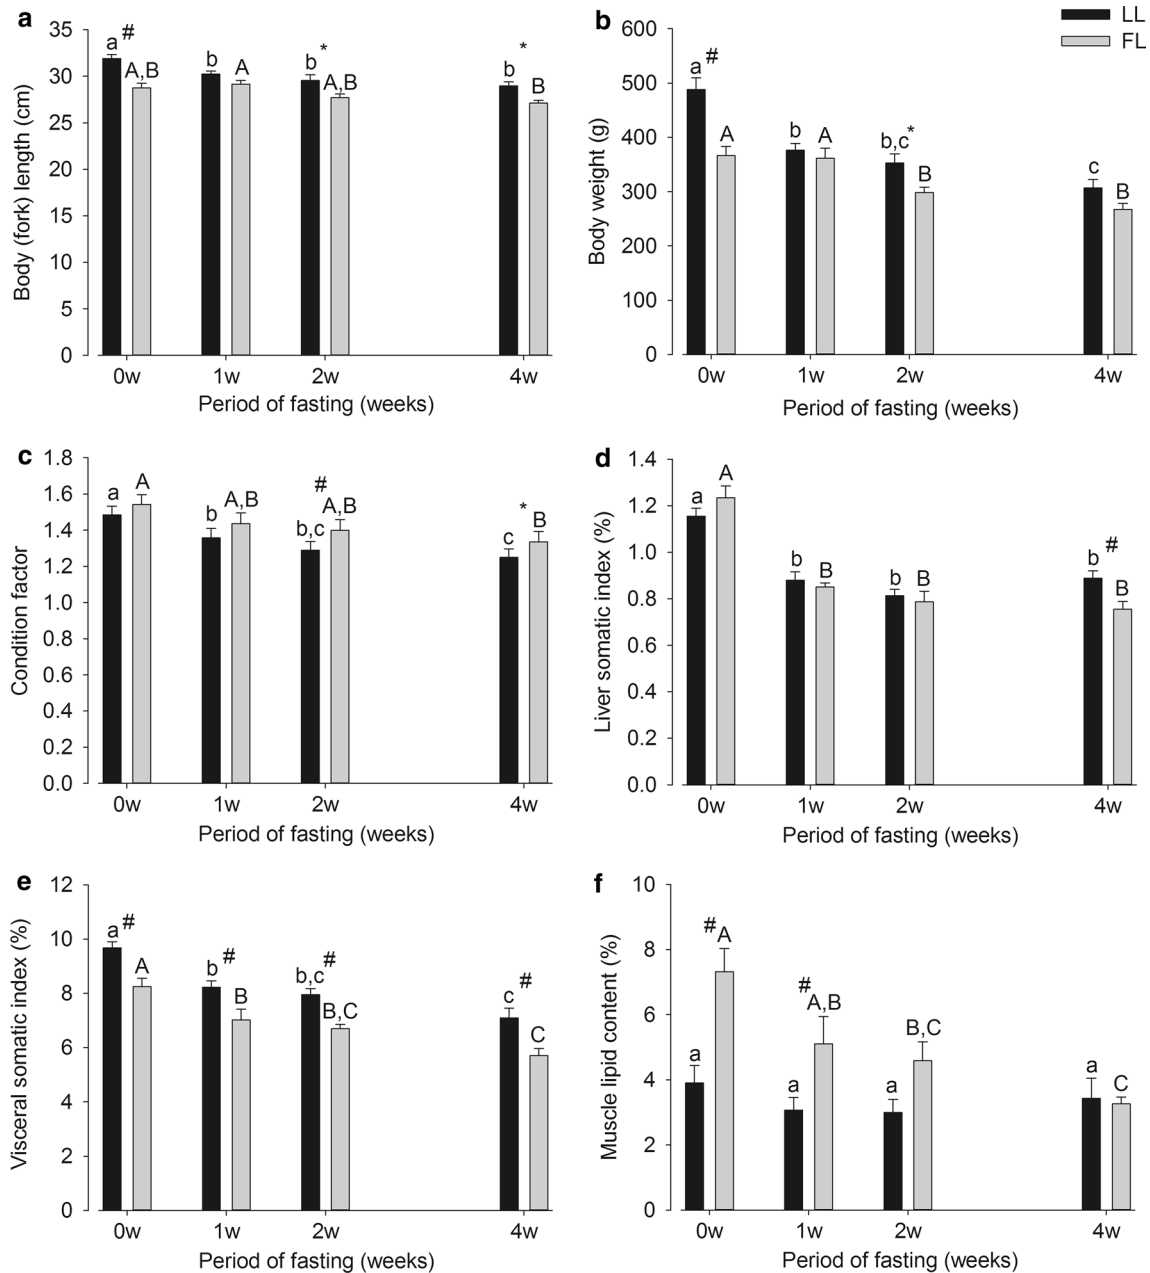 LL
FL
a
35
30
25
20
15
10
5
0
Body (fork) length (cm)
a #
A,B
b
A
b *
A,B
*
b
B
0w 1w 2w 4w
Period of fasting (weeks)
b
600
500
400
300
200
100
0
Body weight (g)
a #
A
b
A
b,c*
B
c
B
0w 1w 2w 4w
Period of fasting (weeks)
c
1.8
1.6
1.4
1.2
1.0
0.8
0.6
0.4
0.2
0.0
Condition factor
a
A
b
A,B
#
b,c
A,B
*
c
B
0w 1w 2w 4w
Period of fasting (weeks)
d
1.4
1.2
1.0
0.8
0.6
0.4
0.2
0.0
Liver somatic index (%)
a
A
b
B
b
B
b #
B
0w 1w 2w 4w
Period of fasting (weeks)
e
12
10
8
6
4
2
0
Visceral somatic index (%)
a #
A
b #
B
b,c #
B,C
c #
C
0w 1w 2w 4w
Period of fasting (weeks)
f
10
8
6
4
2
0
Muscle lipid content (%)
#
a
A
#
a
A,B
a
B,C
a
C
0w 1w 2w 4w
Period of fasting (weeks)